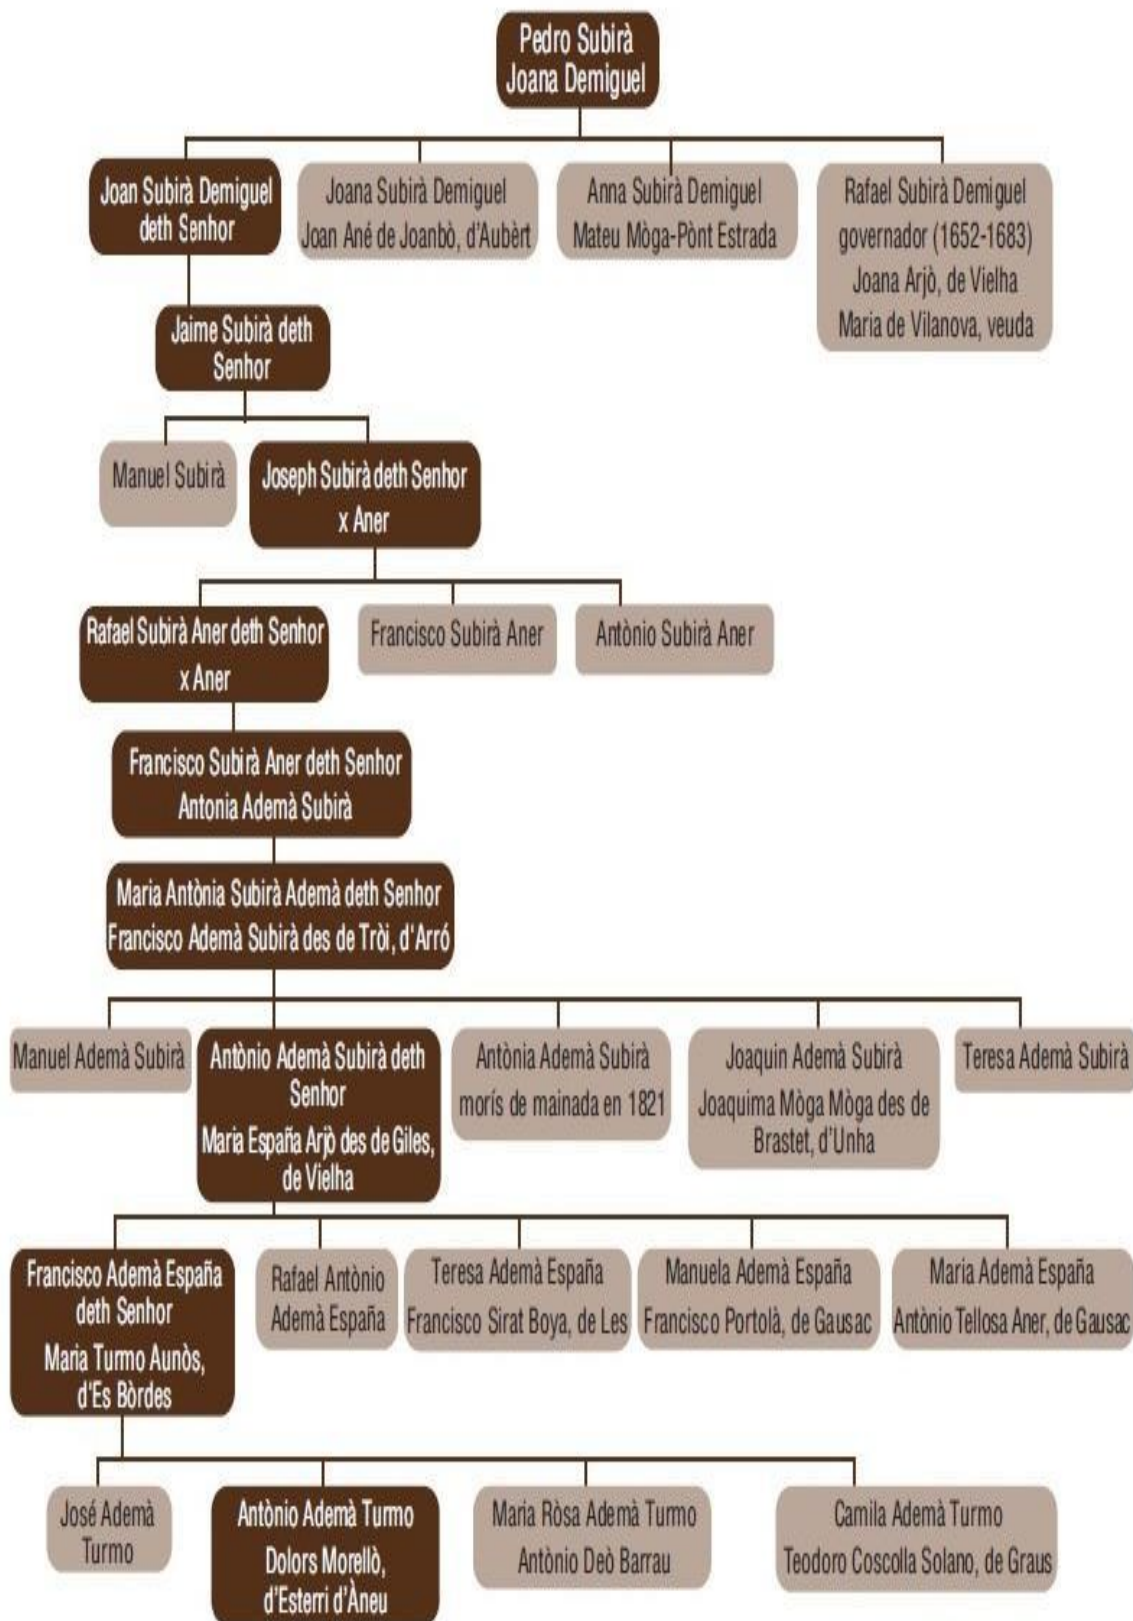 Pedro Subirà
Joana Demiguel
Joan Subirà Demiguel
deth Senhor
Joana Subirà Demiguel
Joan Ané de Joanbò, d'Aubèrt
Anna Subirà Demiguel
Mateu Mòga-Pònt Estrada
Rafael Subirà Demiguel
governador (1652-1683)
Joana Arjò, de Vielha
Maria de Vilanova, veuda
Jaime Subirà deth
Senhor
Manuel Subirà
Joseph Subirà deth Senhor
x Aner
Rafael Subirà Aner deth Senhor
x Aner
Francisco Subirà Aner
Antònio Subirà Aner
Francisco Subirà Aner deth Senhor
Antonia Ademà Subirà
Maria Antònia Subirà Ademà deth Senhor
Francisco Ademà Subirà des de Tròi, d'Arró
Manuel Ademà Subirà
Antònio Ademà Subirà deth
Senhor
Maria España Arjò des de Giles,
de Vielha
Antònia Ademà Subirà
morís de mainada en 1821
Joaquin Ademà Subirà
Joaquima Mòga Mòga des de
Brastet, d'Unha
Teresa Ademà Subirà
Francisco Ademà España
deth Senhor
Maria Turmo Aunòs,
d'Es Bòrdes
Rafael Antònio
Ademà España
Teresa Ademà España
Francisco Sirat Boya, de Les
Manuela Ademà España
Francisco Portolà, de Gausac
Maria Ademà España
Antònio Tellosa Aner, de Gausac
José Ademà
Turmo
Antònio Ademà Turmo
Dolors Morellò,
d'Esterri d'Àneu
Maria Ròsa Ademà Turmo
Antònio Deò Barrau
Camila Ademà Turmo
Teodoro Coscolla Solano, de Graus